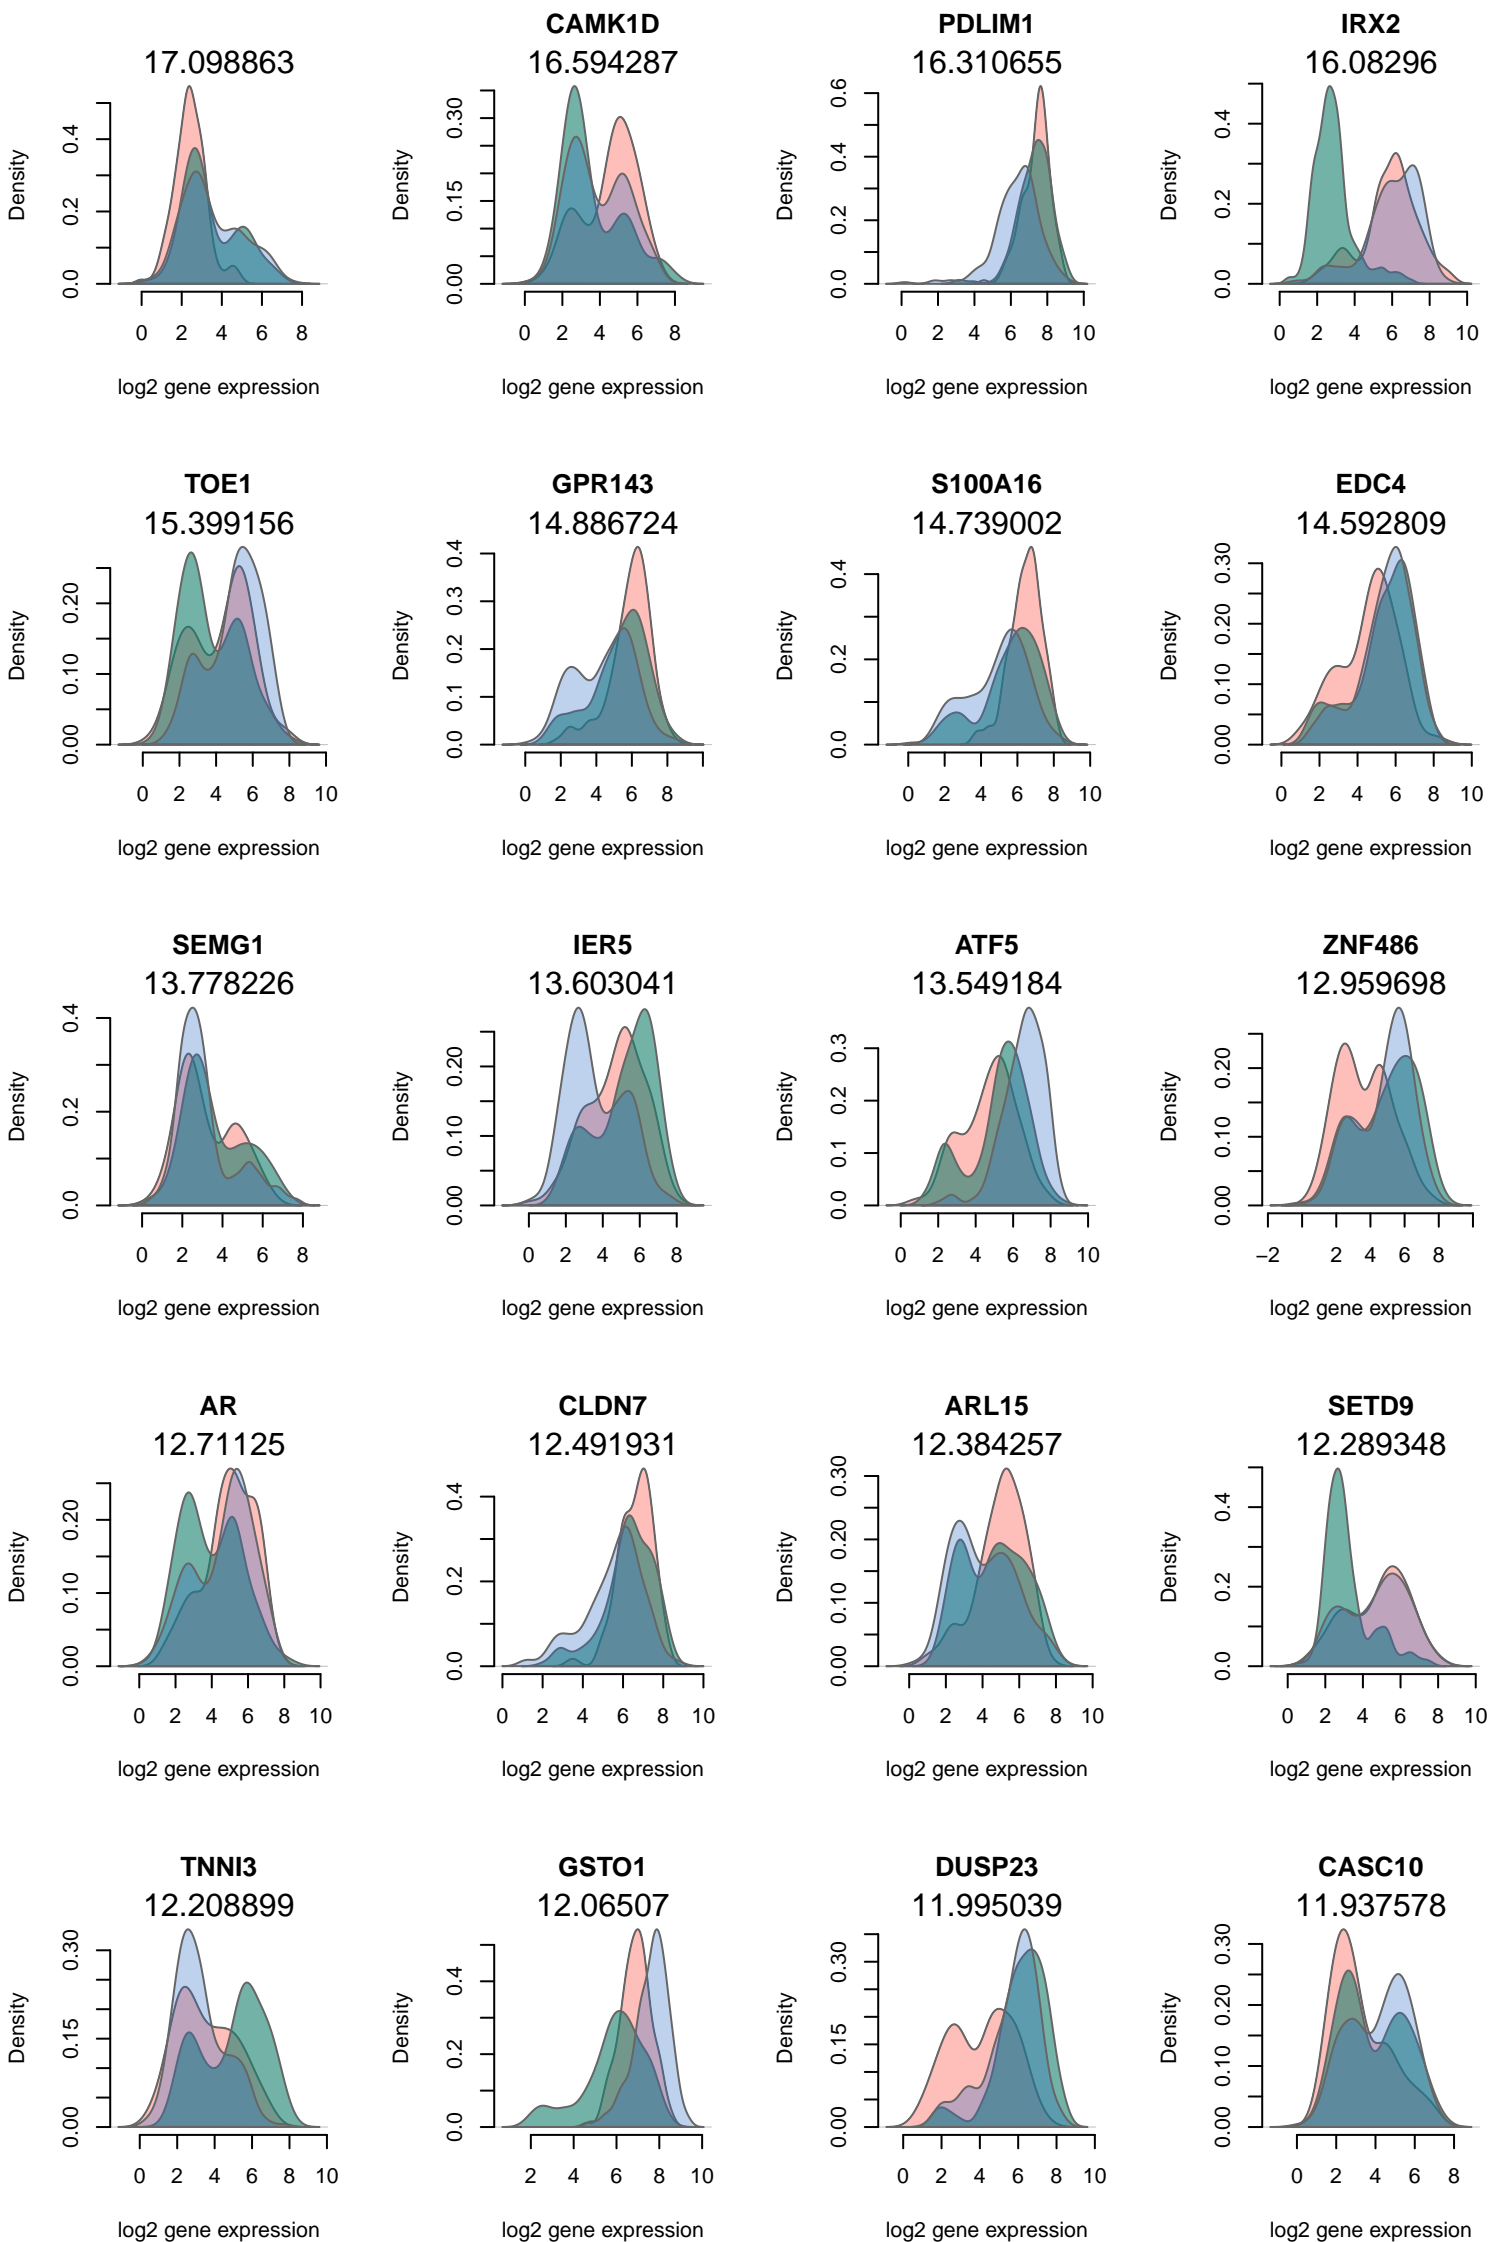 CAMK1D PDLIM1 IRX2
17.098863 16.594287 16.310655 16.08296
Density 0.0 0.2 0.4 Density 0.00 0.15 0.30 Density 0.0 0.2 0.4 0.6 Density 0.0 0.2 0.4
0 2 4 6 8 0 2 4 6 8 0 2 4 6 8 10 0 2 4 6 8 10
log2 gene expression log2 gene expression log2 gene expression log2 gene expression
TOE1 GPR143 S100A16 EDC4
15.399156 14.886724 14.739002 14.592809
Density 0.00 0.10 0.20 Density 0.0 0.1 0.2 0.3 0.4 Density 0.0 0.2 0.4 Density 0.00 0.10 0.20 0.30
0 2 4 6 8 10 0 2 4 6 8 0 2 4 6 8 10 0 2 4 6 8 10
log2 gene expression log2 gene expression log2 gene expression log2 gene expression
SEMG1 IER5 ATF5 ZNF486
13.778226 13.603041 13.549184 12.959698
Density 0.0 0.2 0.4 Density 0.00 0.10 0.20 Density 0.0 0.1 0.2 0.3 Density 0.00 0.10 0.20
0 2 4 6 8 0 2 4 6 8 0 2 4 6 8 10 −2 2 4 6 8
log2 gene expression log2 gene expression log2 gene expression log2 gene expression
AR CLDN7 ARL15 SETD9
12.71125 12.491931 12.384257 12.289348
Density 0.00 0.10 0.20 Density 0.0 0.2 0.4 Density 0.00 0.10 0.20 0.30 Density 0.0 0.2 0.4
0 2 4 6 8 10 0 2 4 6 8 10 0 2 4 6 8 10 0 2 4 6 8 10
log2 gene expression log2 gene expression log2 gene expression log2 gene expression
TNNI3 GSTO1 DUSP23 CASC10
12.208899 12.06507 11.995039 11.937578
Density 0.00 0.15 0.30 Density 0.0 0.2 0.4 Density 0.00 0.15 0.30 Density 0.00 0.10 0.20 0.30
0 2 4 6 8 10 2 4 6 8 10 0 2 4 6 8 10 0 2 4 6 8
log2 gene expression log2 gene expression log2 gene expression log2 gene expression